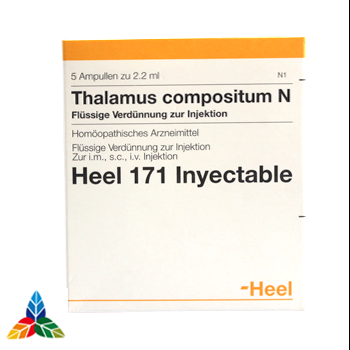 5 Ampullen zu 2.2 ml
N1
Thalamus compositum N
Flüssige Verdünnung zur Injektion
Homöopathisches Arzneimittel
Flüssige Verdünnung zur Injektion
Zur i.m., s.c., i.v. Injektion
Heel 171 Inyectable
-Heel